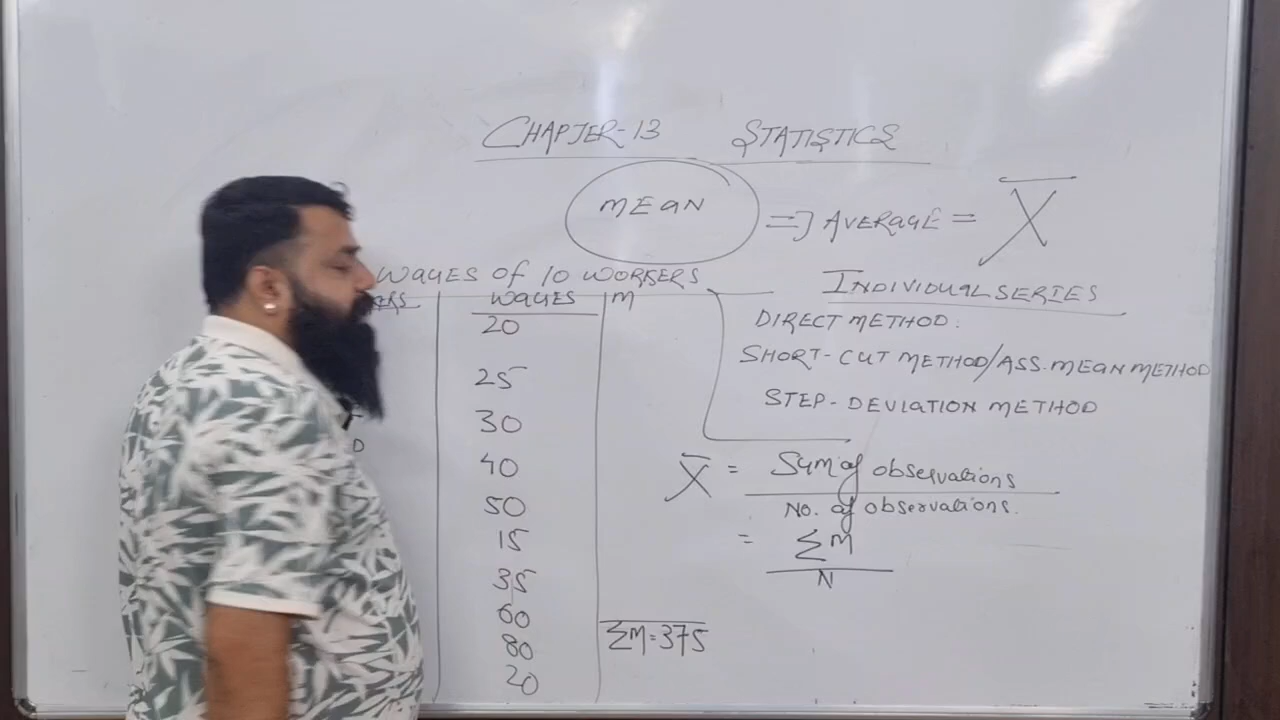 CHAPTER-13 STATISTICS
MEAN => AVERAGE = X̅
WAGES of 10 WORKERS
WAGES M
20
25
30
40
50
15
35
60
80
20
ΣM=375
INDIVIDUAL SERIES
DIRECT METHOD.
SHORT-CUT METHOD/ASS. MEAN METHOD
STEP-DEVIATION METHOD
X̅ = Sum of observations
No. of observations.
= ΣM
N